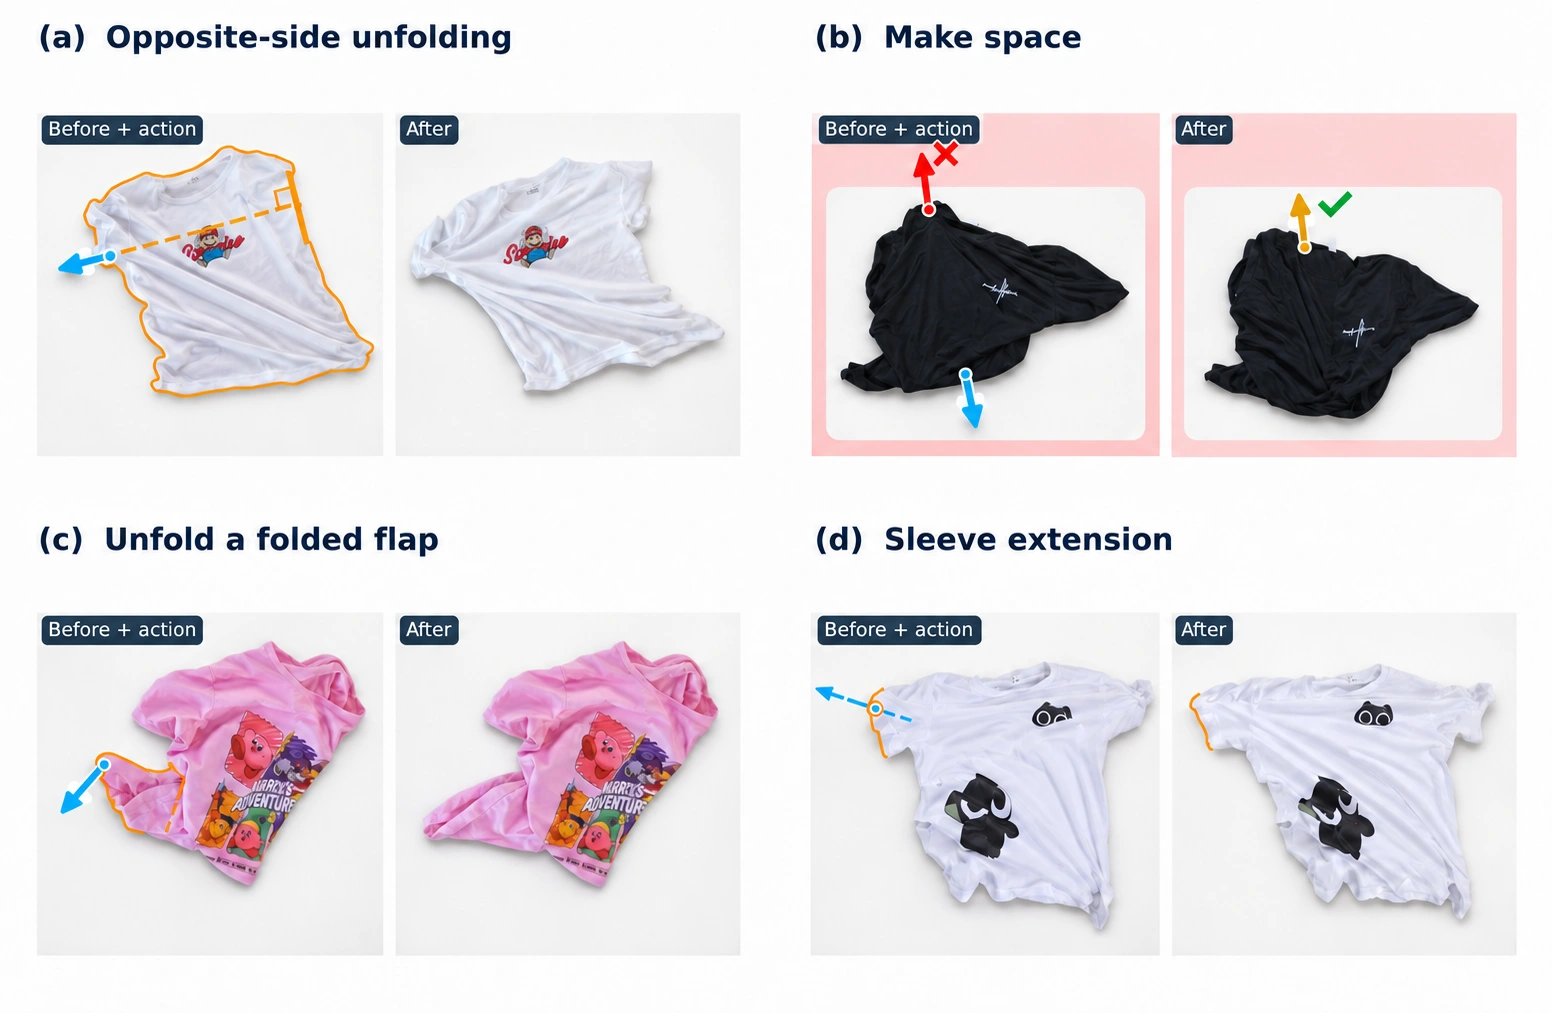 (a) Opposite-side unfolding
(b) Make space
Before + action
After
Before + action
After
(c) Unfold a folded flap
(d) Sleeve extension
Before + action
After
Before + action
After
ADVENTURE
ADVENTURE